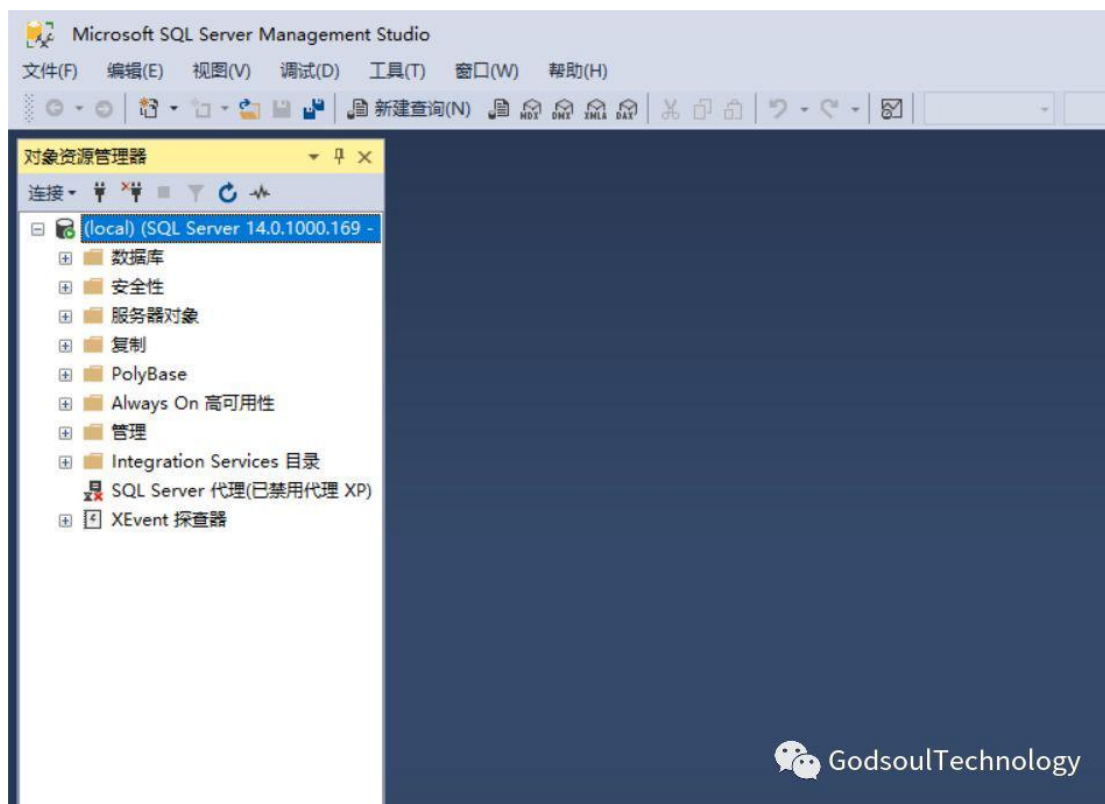 Microsoft SQL Server Management Studio
文件(F) 编辑(E) 视图(V) 调试(D) 工具(T) 窗口(W) 帮助(H)
新建查询(N) MDX DMX XMLA DAX
对象资源管理器
连接
(local) (SQL Server 14.0.1000.169 -
数据库
安全性
服务器对象
复制
PolyBase
Always On 高可用性
管理
Integration Services 目录
SQL Server 代理(已禁用代理 XP)
XEvent 探查器
GodsoulTechnology